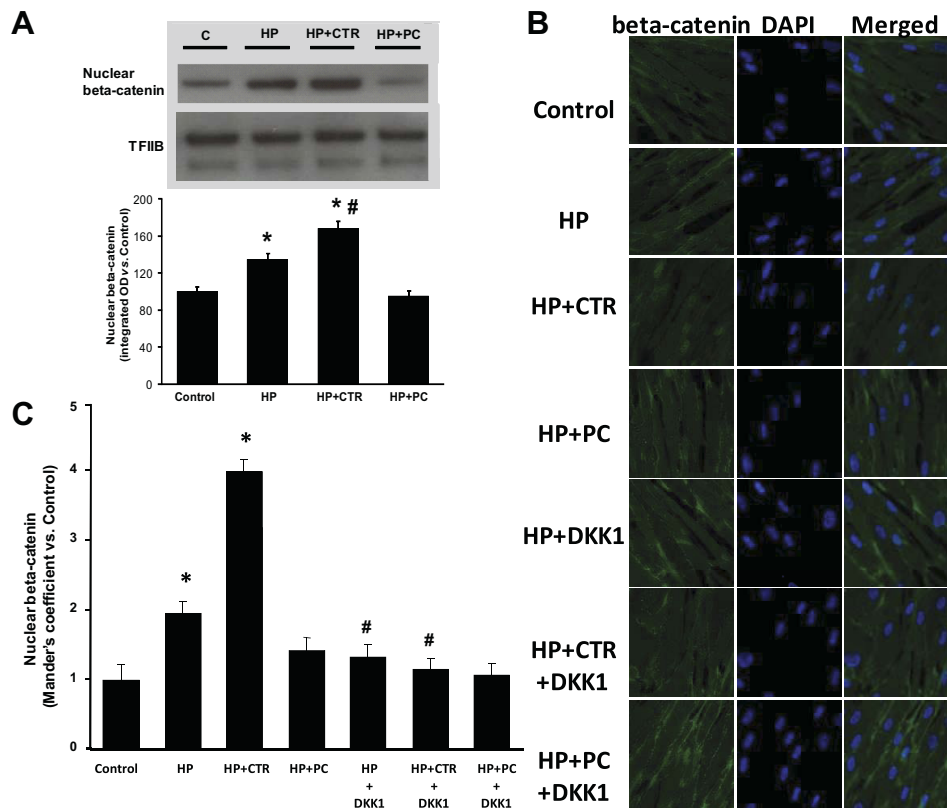 A
C HP HP+CTR HP+PC
Nuclear
beta-catenin
TFIIB
Nuclear beta-catenin
(integrated OD vs. Control)
200
160
120
80
40
0
* * #
Control HP HP+CTR HP+PC
B
beta-catenin DAPI Merged
Control
HP
HP+CTR
HP+PC
HP+DKK1
HP+CTR
+DKK1
HP+PC
+DKK1
C
Nuclear beta-catenin
(Mander's coefficient vs. Control)
5
4
3
2
1
0
* * # #
Control HP HP+CTR HP+PC HP HP+CTR HP+PC
+ + +
DKK1 DKK1 DKK1